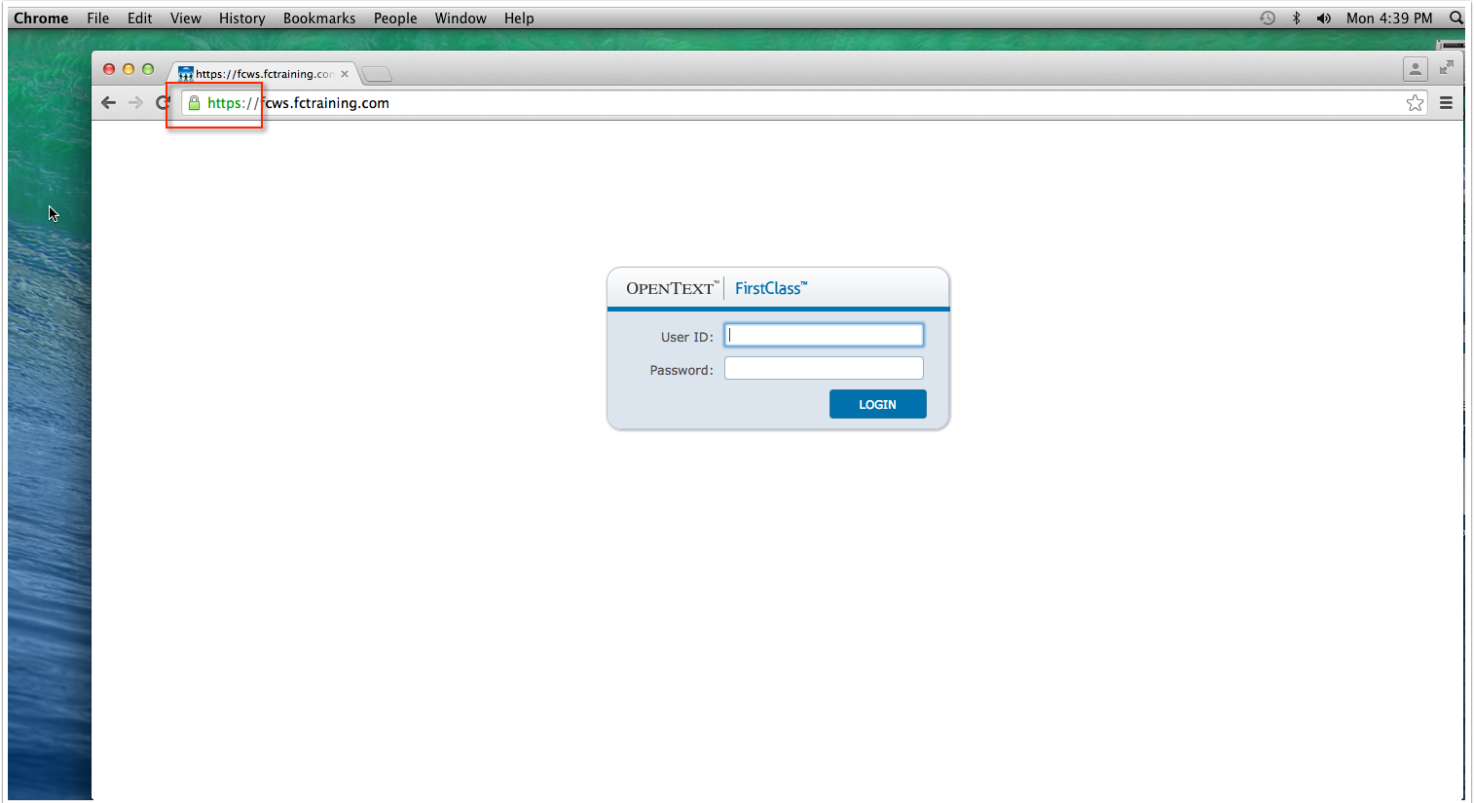 Chrome File Edit View History Bookmarks People Window Help Mon 4:39 PM
https://fcws.fctraining.con
https://fcws.fctraining.com
OPENTEXT™ FirstClass™
User ID:
Password:
LOGIN